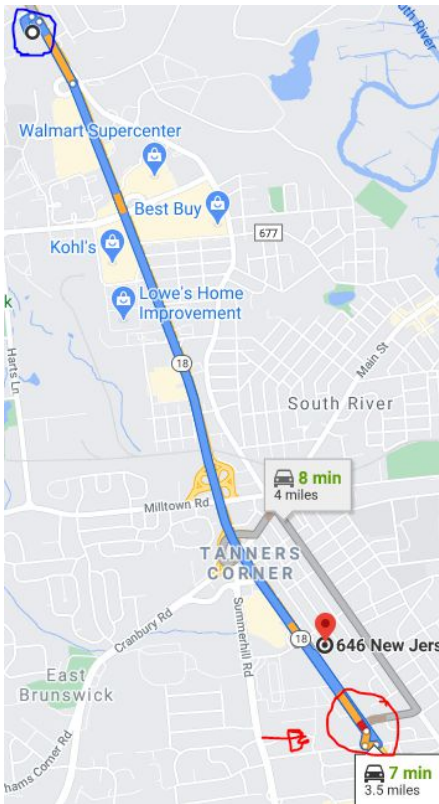 South River
Walmart Supercenter
Best Buy
677
Kohl's
k
Lowe's Home
Improvement
Harts Ln
18
Main St
South River
8 min
4 miles
Milltown Rd
TANNERS
CORNER
Cranbury Rd
18
646 New Jers
Summerhill Rd
East
Brunswick
hams Corner Rd
7 min
3.5 miles